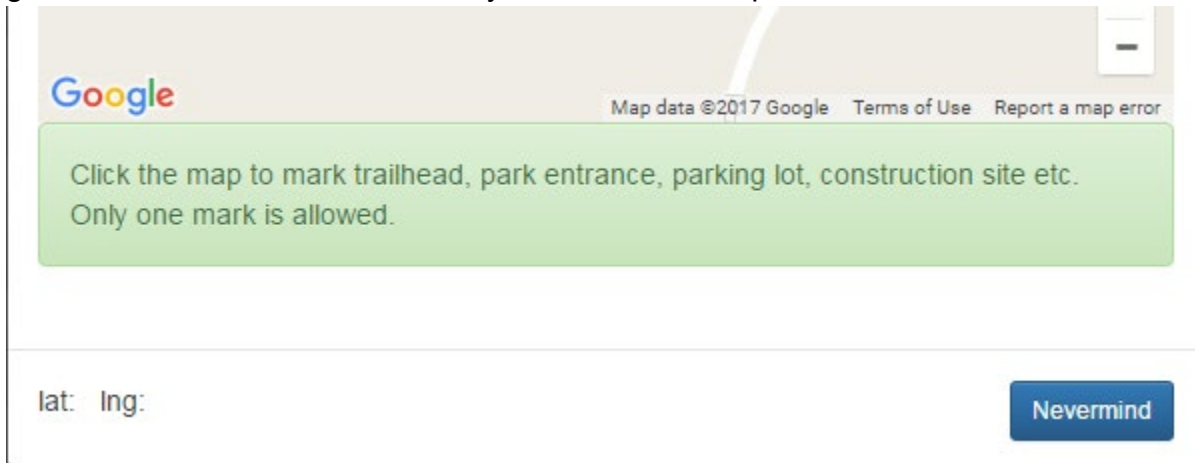 Google
Map data ©2017 Google Terms of Use Report a map error
Click the map to mark trailhead, park entrance, parking lot, construction site etc.
Only one mark is allowed.
lat: lng:
Nevermind